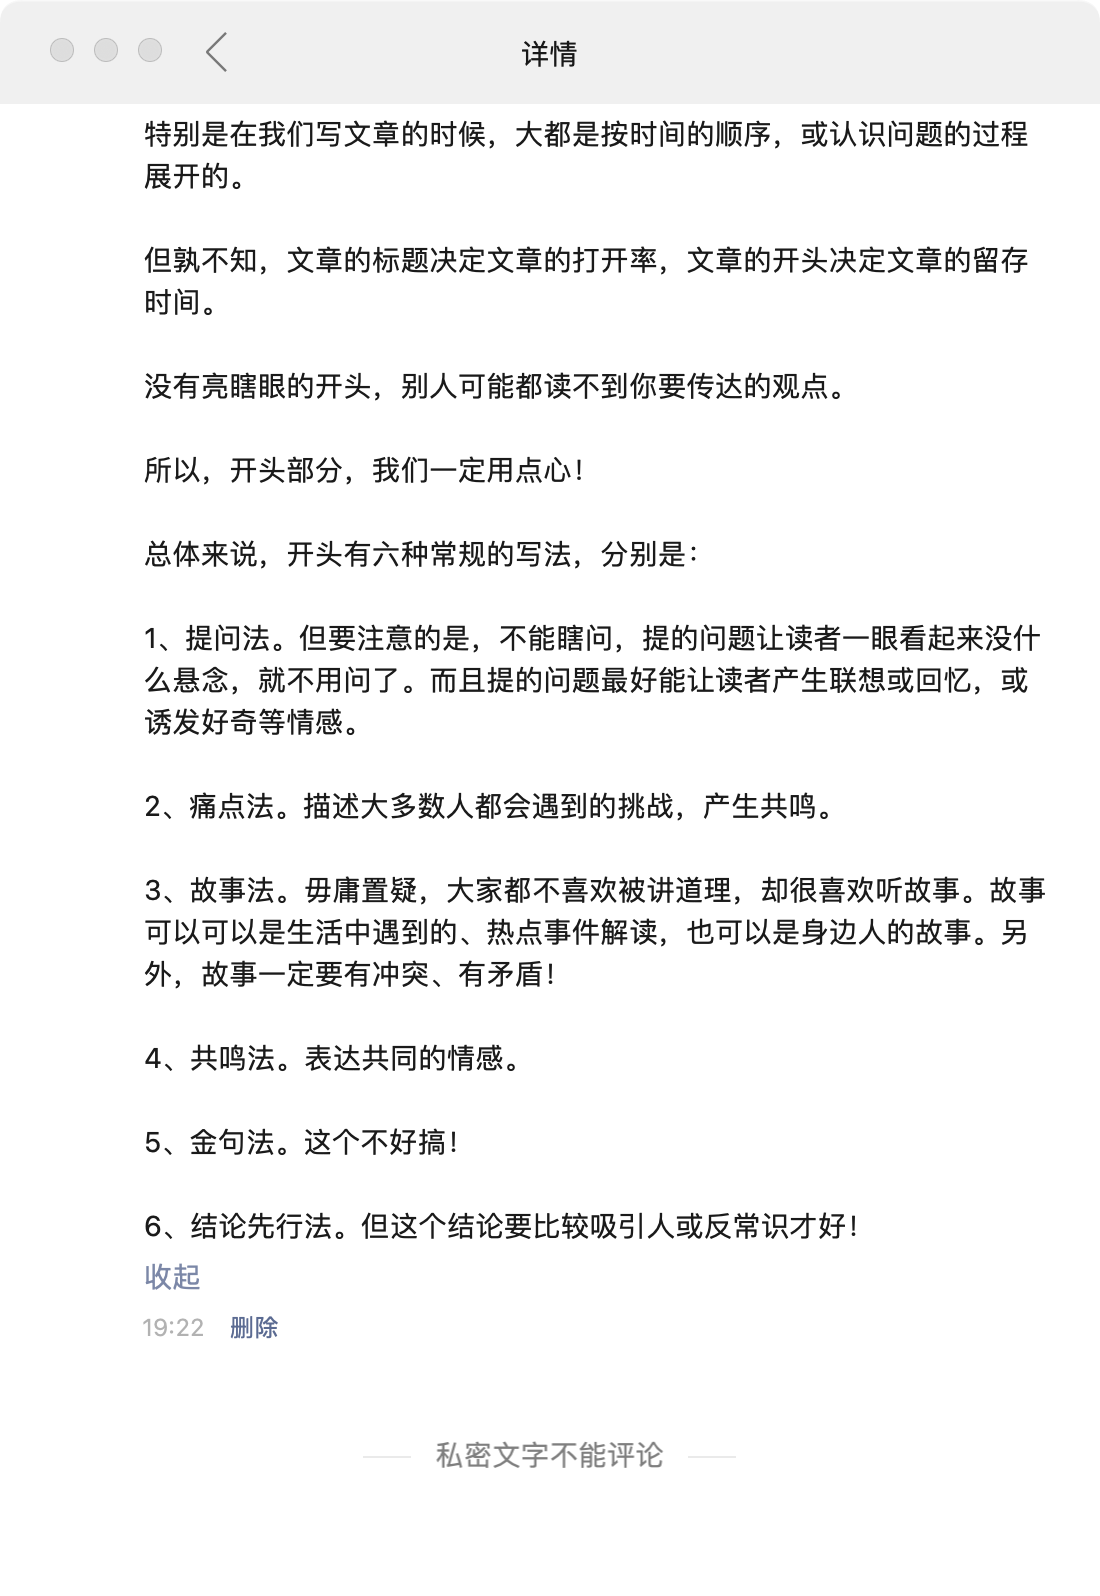 详情
特别是在我们写文章的时候，大都是按时间的顺序，或认识问题的过程
展开的。
但孰不知，文章的标题决定文章的打开率，文章的开头决定文章的留存
时间。
没有亮瞎眼的开头，别人可能都读不到你要传达的观点。
所以，开头部分，我们一定用点心！
总体来说，开头有六种常规的写法，分别是：
1、提问法。但要注意的是，不能瞎问，提的问题让读者一眼看起来没什
么悬念，就不用问了。而且提的问题最好能让读者产生联想或回忆，或
诱发好奇等情感。
2、痛点法。描述大多数人都会遇到的挑战，产生共鸣。
3、故事法。毋庸置疑，大家都不喜欢被讲道理，却很喜欢听故事。故事
可以可以是生活中遇到的、热点事件解读，也可以是身边人的故事。另
外，故事一定要有冲突、有矛盾！
4、共鸣法。表达共同的情感。
5、金句法。这个不好搞！
6、结论先行法。但这个结论要比较吸引人或反常识才好！
收起
19:22 删除
私密文字不能评论